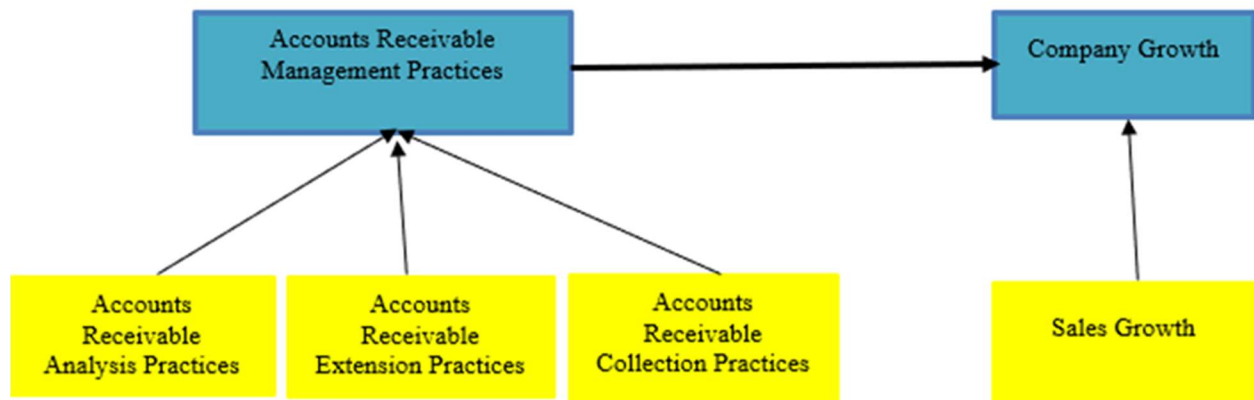 Accounts Receivable
Management Practices
Company Growth
Accounts
Receivable
Analysis Practices
Accounts
Receivable
Extension Practices
Accounts
Receivable
Collection Practices
Sales Growth